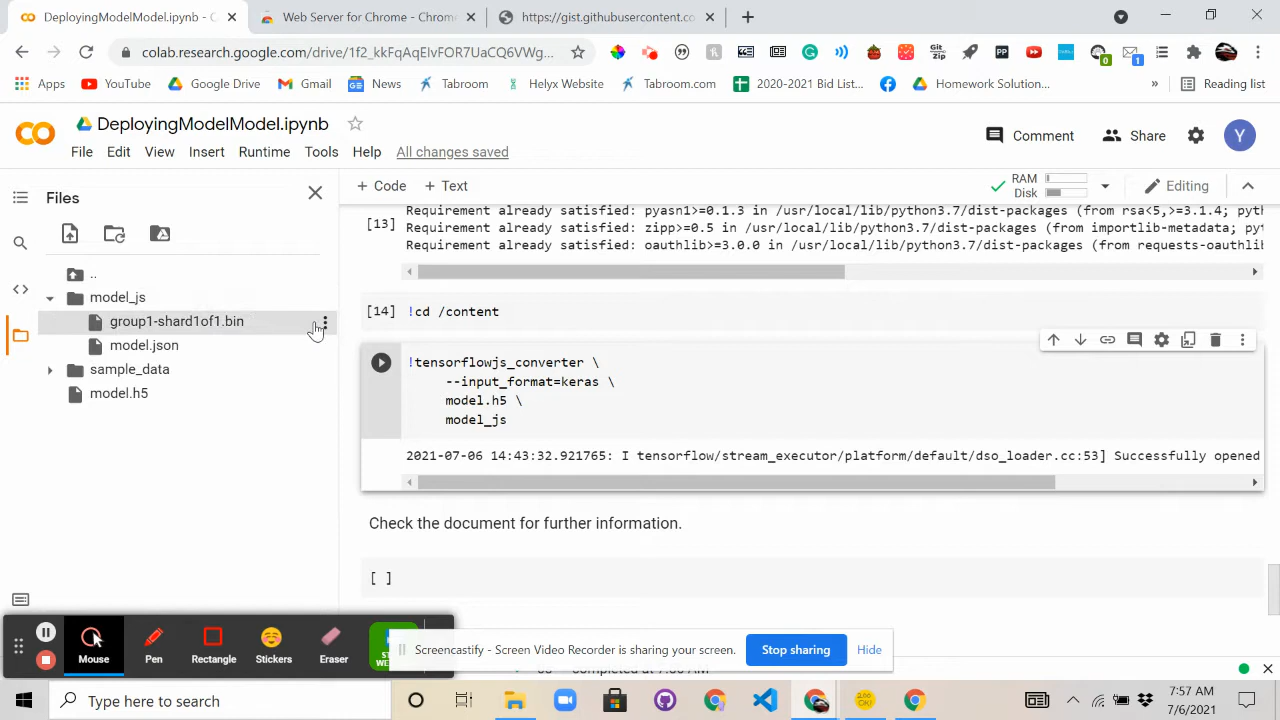 DeployingModelModel.ipynb - C
Web Server for Chrome - Chrome
https://gist.githubusercontent.co
colab.research.google.com/drive/1f2_kkFqAqEIvFOR7UaCQ6VWg...
Apps
YouTube
Google Drive
Gmail
News
Tabroom
Helyx Website
Tabroom.com
2020-2021 Bid List...
Homework Solution...
»
Reading list
DeployingModelModel.ipynb
Comment
Share
Y
File Edit View Insert Runtime Tools Help All changes saved
+ Code + Text
RAM
Disk
Editing
Files
..
model_js
group1-shard1of1.bin
model.json
sample_data
model.h5
[13]
Requirement already satisfied: pyasn1>=0.1.3 in /usr/local/lib/python3.7/dist-packages (from rsa<5,>=3.1.4; pyth
Requirement already satisfied: zipp>=0.5 in /usr/local/lib/python3.7/dist-packages (from importlib-metadata; pyt
Requirement already satisfied: oauthlib>=3.0.0 in /usr/local/lib/python3.7/dist-packages (from requests-oauthlib
[14] !cd /content
!tensorflowjs_converter \
--input_format=keras \
model.h5 \
model_js
2021-07-06 14:43:32.921765: I tensorflow/stream_executor/platform/default/dso_loader.cc:53] Successfully opened
Check the document for further information.
[ ]
Mouse
Pen
Rectangle
Stickers
Eraser
Screencastify - Screen Video Recorder is sharing your screen.
Stop sharing
Hide
Type here to search
7:57 AM
7/6/2021